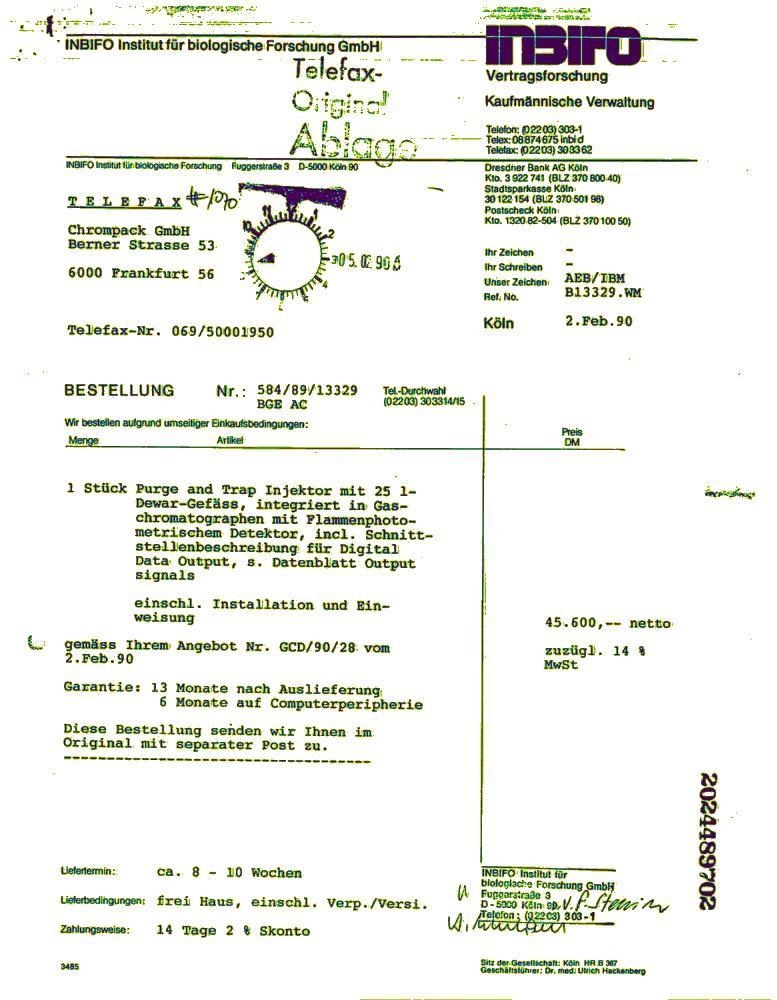 INBIFO Institut für biologische Forschung GmbH
INBIFO
Telefax-
Original
Ablage
Vertragsforschung
Kaufmännische Verwaltung
Telefon: (02203) 303-1
Telex: 08874675 inbi d
Telefax: (02203) 303362
INBIFO Institut für biologische Forschung Fuggerstraße 3 D-5000 Köln 90
Dresdner Bank AG Köln
Kto. 3 922 741 (BLZ 370 800 40)
Stadtsparkasse Köln
30 122 154 (BLZ 370 501 98)
Postscheck Köln
Kto. 1320 82-504 (BLZ 370 100 50)
TELEFAX #1070
Chrompack GmbH
Berner Strasse 53
6000 Frankfurt 56
05.02.90
Ihr Zeichen -
Ihr Schreiben -
Unser Zeichen AEB/IBM
Ref. No. B13329.WM
Köln 2.Feb.90
Telefax-Nr. 069/50001950
BESTELLUNG Nr.: 584/89/13329
BGE AC
Tel.-Durchwahl
(02203) 303314/15
Wir bestellen aufgrund umseitiger Einkaufsbedingungen:
Menge Artikel Preis
DM
1 Stück Purge and Trap Injektor mit 25 l-
Dewar-Gefäss, integriert in Gas-
chromatographen mit Flammenphoto-
metrischem Detektor, incl. Schnitt-
stellenbeschreibung für Digital
Data Output, s. Datenblatt Output
signals
einschl. Installation und Ein-
weisung
45.600,-- netto
gemäss Ihrem Angebot Nr. GCD/90/28 vom
2.Feb.90
zuzügl. 14 %
MwSt
Garantie: 13 Monate nach Auslieferung
6 Monate auf Computerperipherie
Diese Bestellung senden wir Ihnen im
Original mit separater Post zu.
2024489702
Liefertermin: ca. 8 - 10 Wochen
Lieferbedingungen: frei Haus, einschl. Verp./Versi.
Zahlungsweise: 14 Tage 2 % Skonto
INBIFO Institut für
biologische Forschung GmbH
Fuggerstraße 3
D-5000 Köln 90
Telefon: (02203) 303-1
3485
Sitz der Gesellschaft: Köln HR B 367
Geschäftsführer: Dr. med. Ulrich Hackenberg